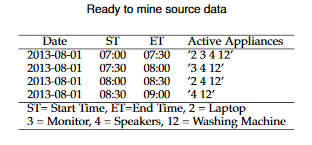 Ready to mine source data
Date ST ET Active Appliances
2013-08-01 07:00 07:30 '2 3 4 12'
2013-08-01 07:30 08:00 '3 4 12'
2013-08-01 08:00 08:30 '2 4 12'
2013-08-01 08:30 09:00 '4 12'
ST= Start Time, ET=End Time, 2 = Laptop
3 = Monitor, 4 = Speakers, 12 = Washing Machine